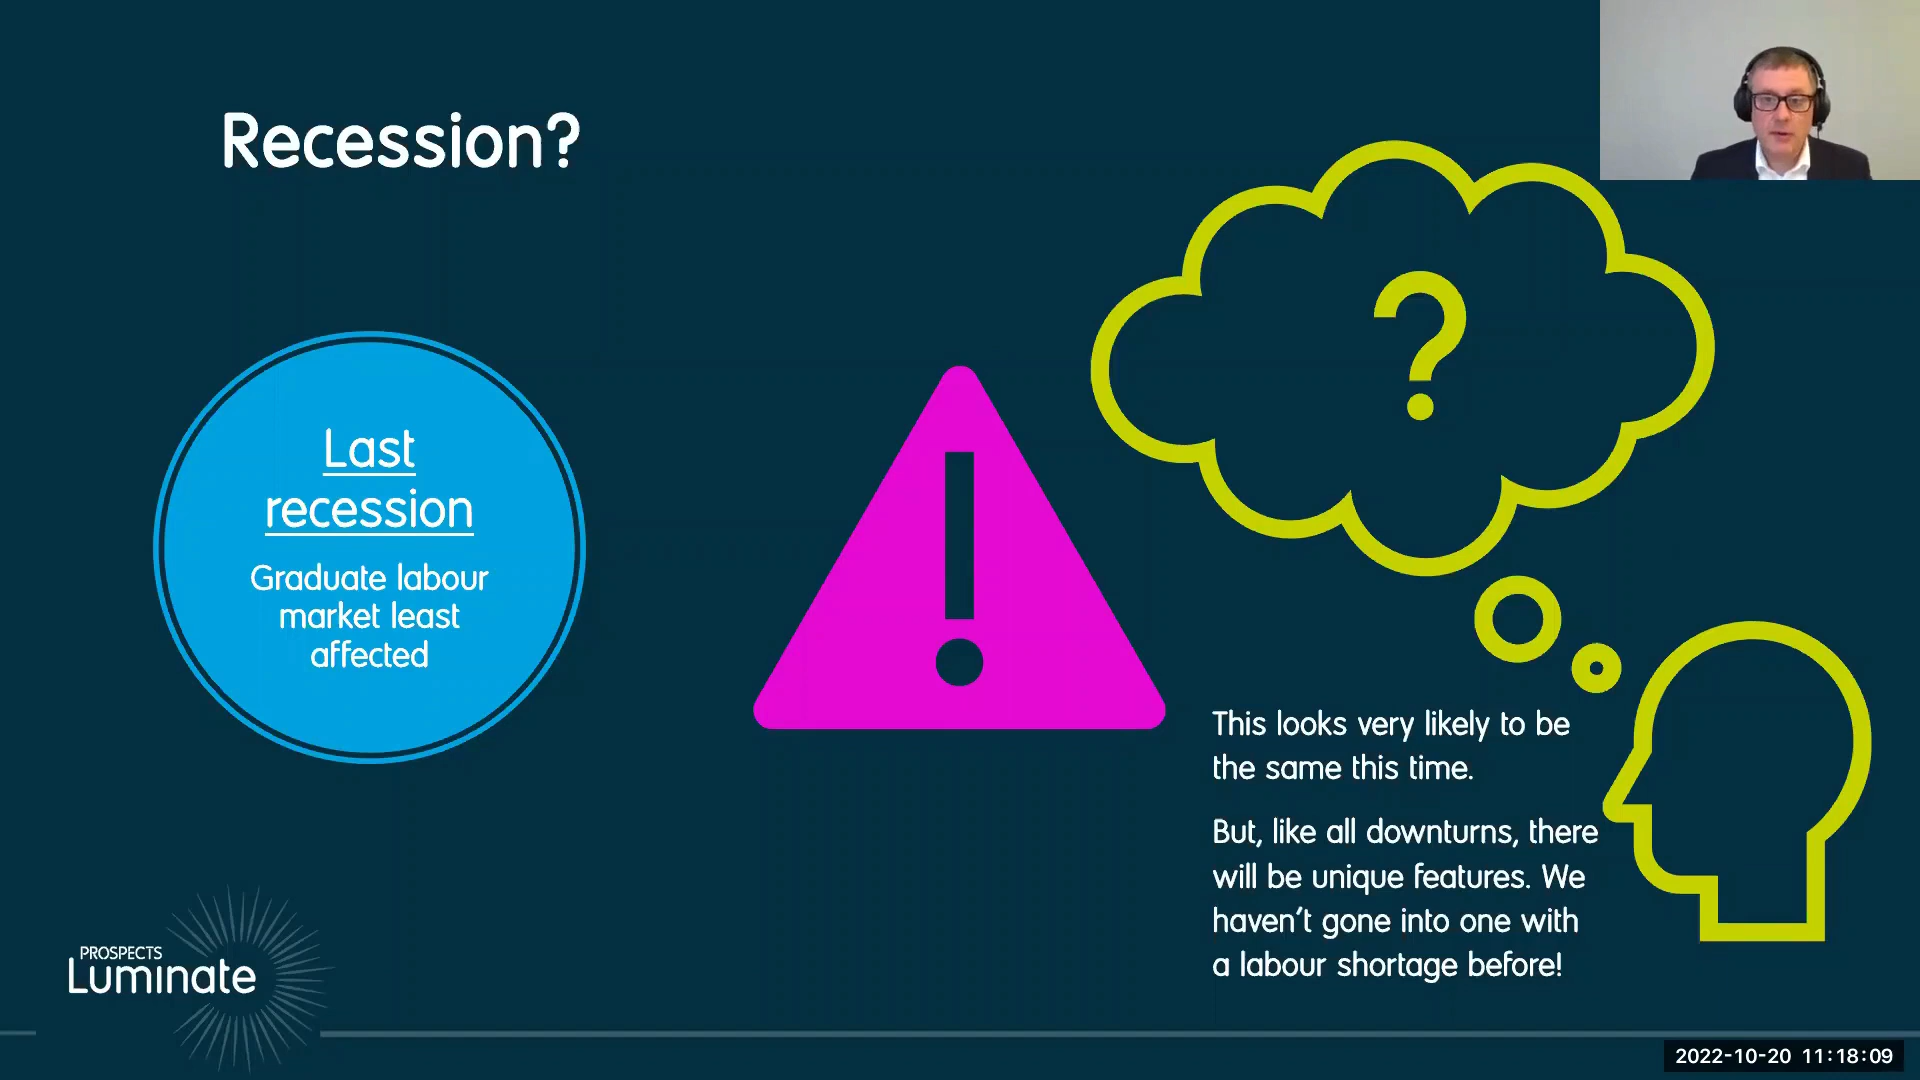 Recession?
Last
recession
Graduate labour
market least
affected
!
?
This looks very likely to be
the same this time.
But, like all downturns, there
will be unique features. We
haven't gone into one with
a labour shortage before!
PROSPECTS
Luminate
2022-10-20 11:18:09